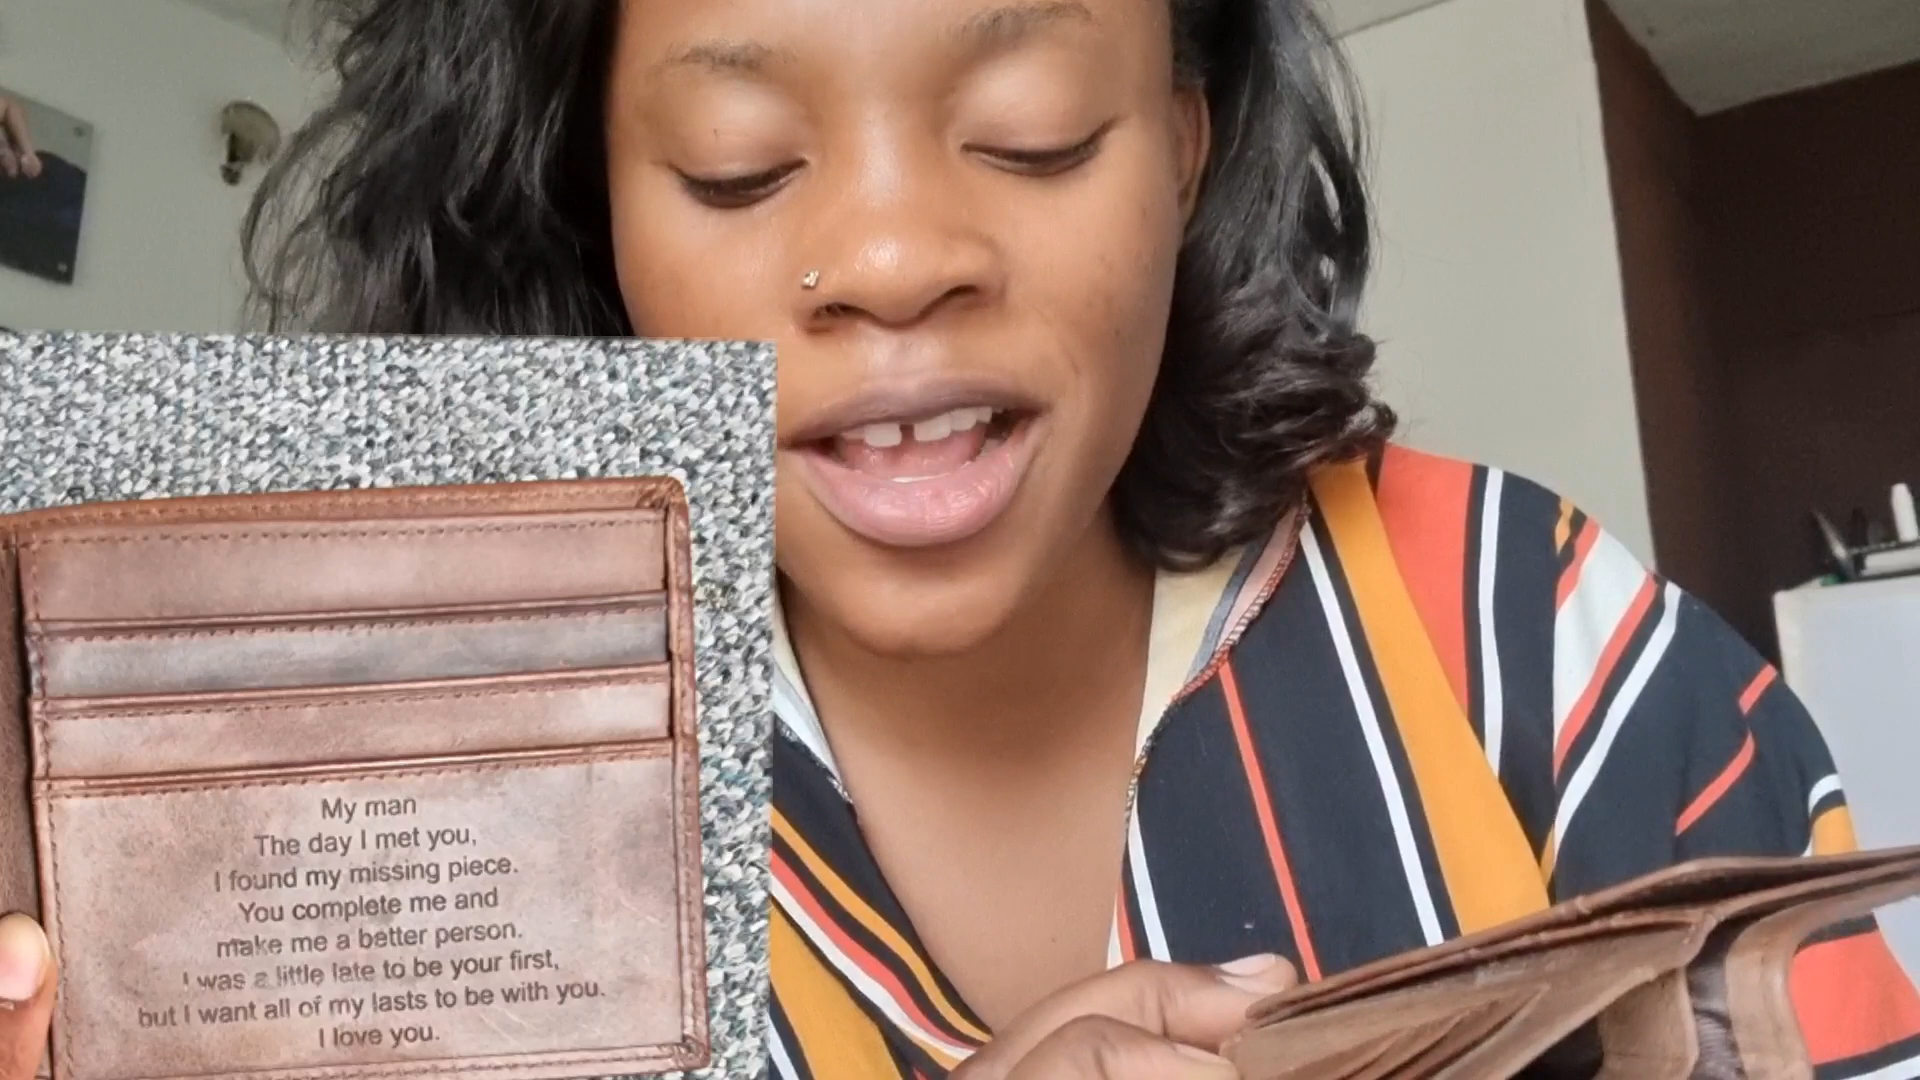 My man
The day I met you,
I found my missing piece.
You complete me and
make me a better person.
I was a little late to be your first,
but I want all of my lasts to be with you.
I love you.